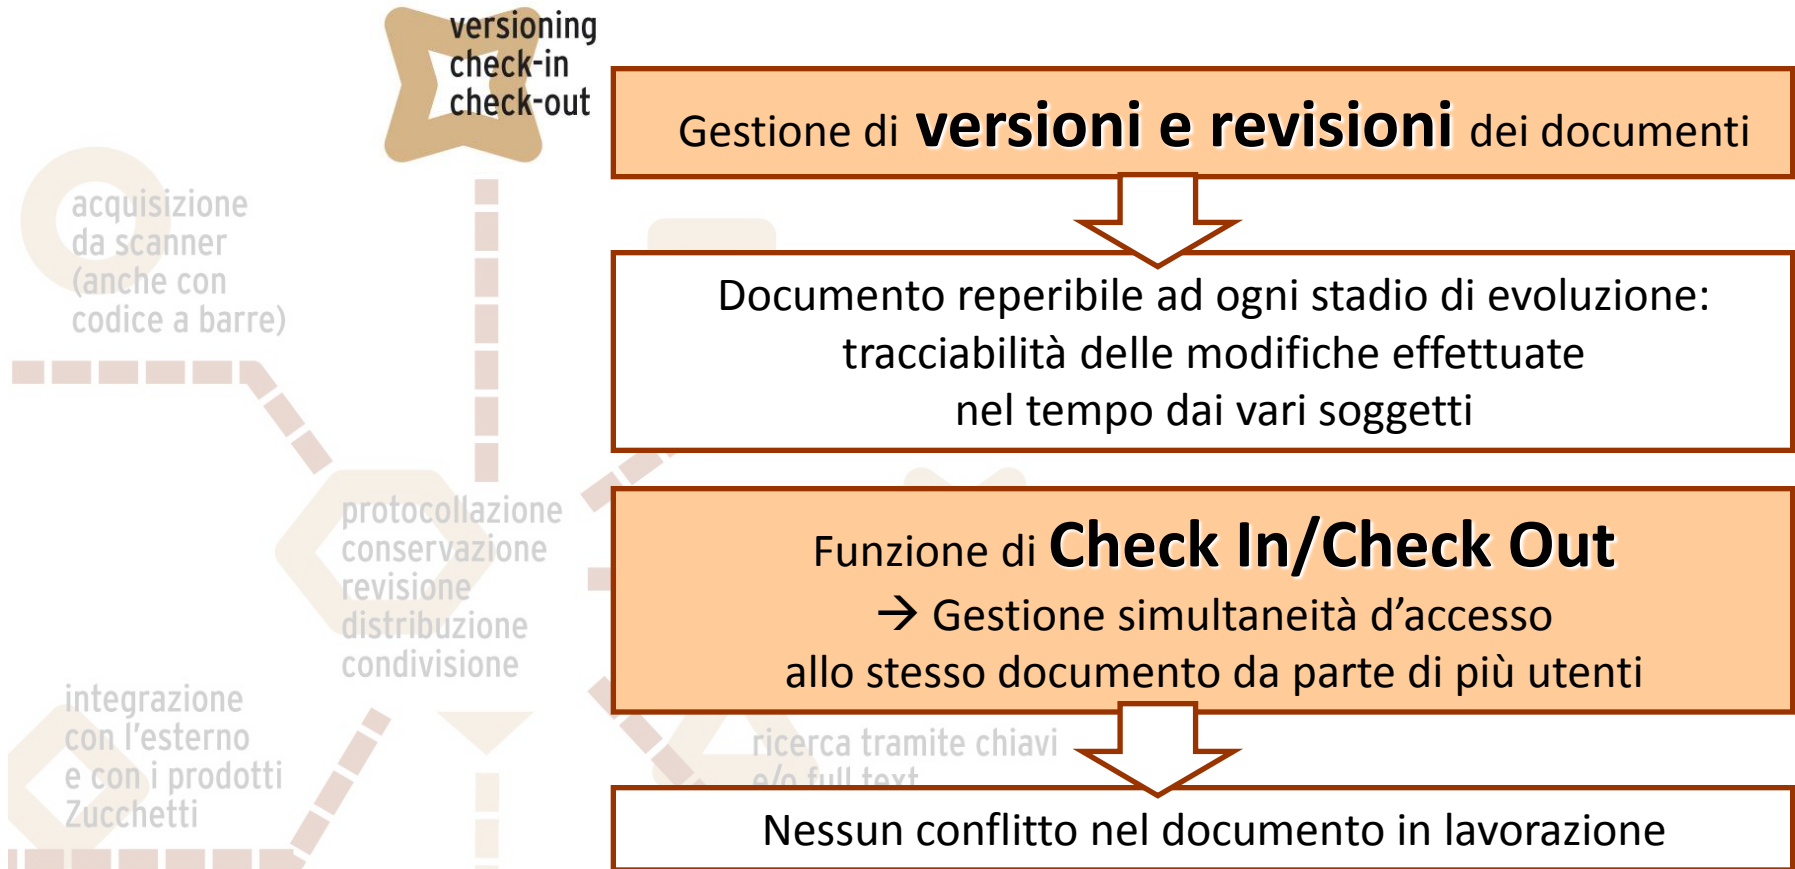 versioning
check-in
check-out
Gestione di versioni e revisioni dei documenti
acquisizione
da scanner
(anche con
codice a barre)
Documento reperibile ad ogni stadio di evoluzione:
tracciabilità delle modifiche effettuate
nel tempo dai vari soggetti
protocollazione
conservazione
revisione
distribuzione
condivisione
Funzione di Check In/Check Out
→ Gestione simultaneità d’accesso
allo stesso documento da parte di più utenti
integrazione
con l'esterno
e con i prodotti
Zucchetti
ricerca tramite chiavi
e/o full text
Nessun conflitto nel documento in lavorazione